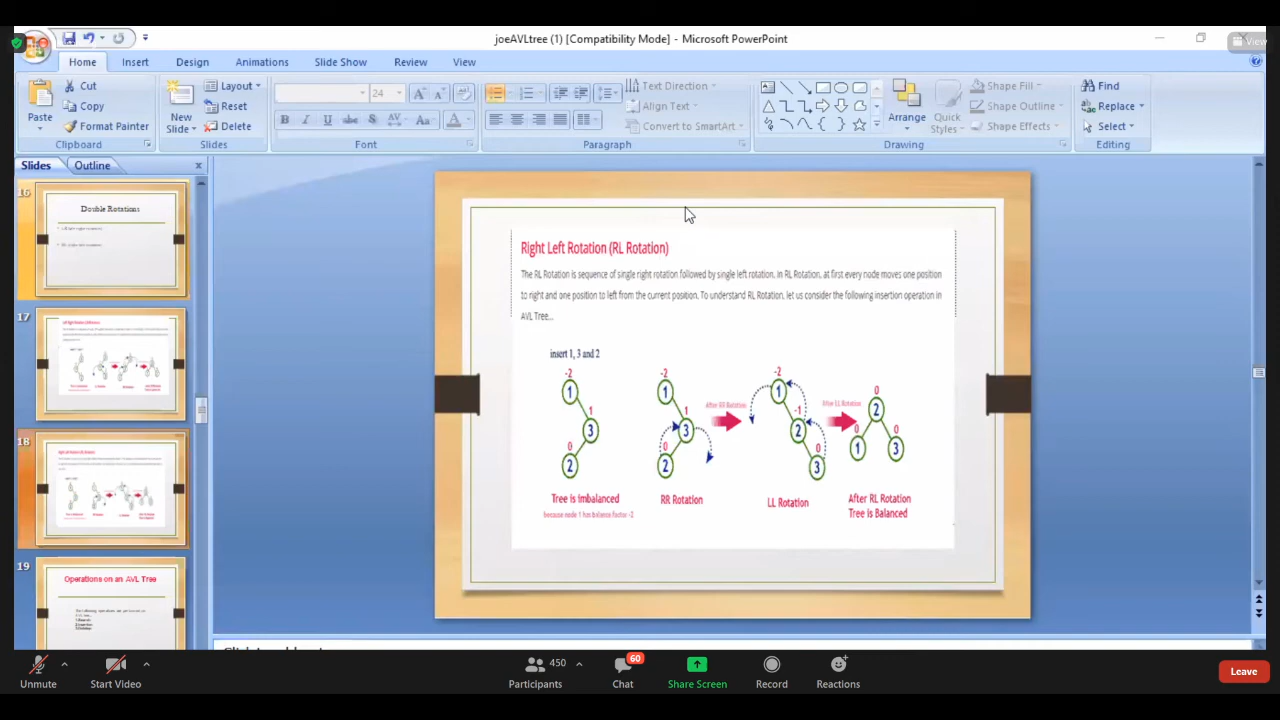 joeAVLtree (1) [Compatibility Mode] - Microsoft PowerPoint
View
Home Insert Design Animations Slide Show Review View
Paste
Cut
Copy
Format Painter
Clipboard
New Slide
Layout
Reset
Delete
Slides
24
B I U abc S AV Aa A
Font
Text Direction
Align Text
Convert to SmartArt
Paragraph
Arrange
Quick Styles
Shape Fill
Shape Outline
Shape Effects
Drawing
Find
Replace
Select
Editing
Slides Outline
16
Double Rotations
17
18
19
Operations on an AVL Tree
Right Left Rotation (RL Rotation)
The RL Rotation is sequence of single right rotation followed by single left rotation. In RL Rotation, at first every node moves one position
to right and one position to left from the current position. To understand RL Rotation, let us consider the following insertion operation in
AVL Tree...
insert 1, 3 and 2
-2
1
1
3
0
2
Tree is imbalanced
because node 1 has balance factor -2
-2
1
1
3
0
2
RR Rotation
After RR Rotation
-2
1
-1
2
0
3
LL Rotation
After LL Rotation
0
2
0
1
0
3
After RL Rotation
Tree is Balanced
Unmute
Start Video
450
Participants
60
Chat
Share Screen
Record
Reactions
Leave